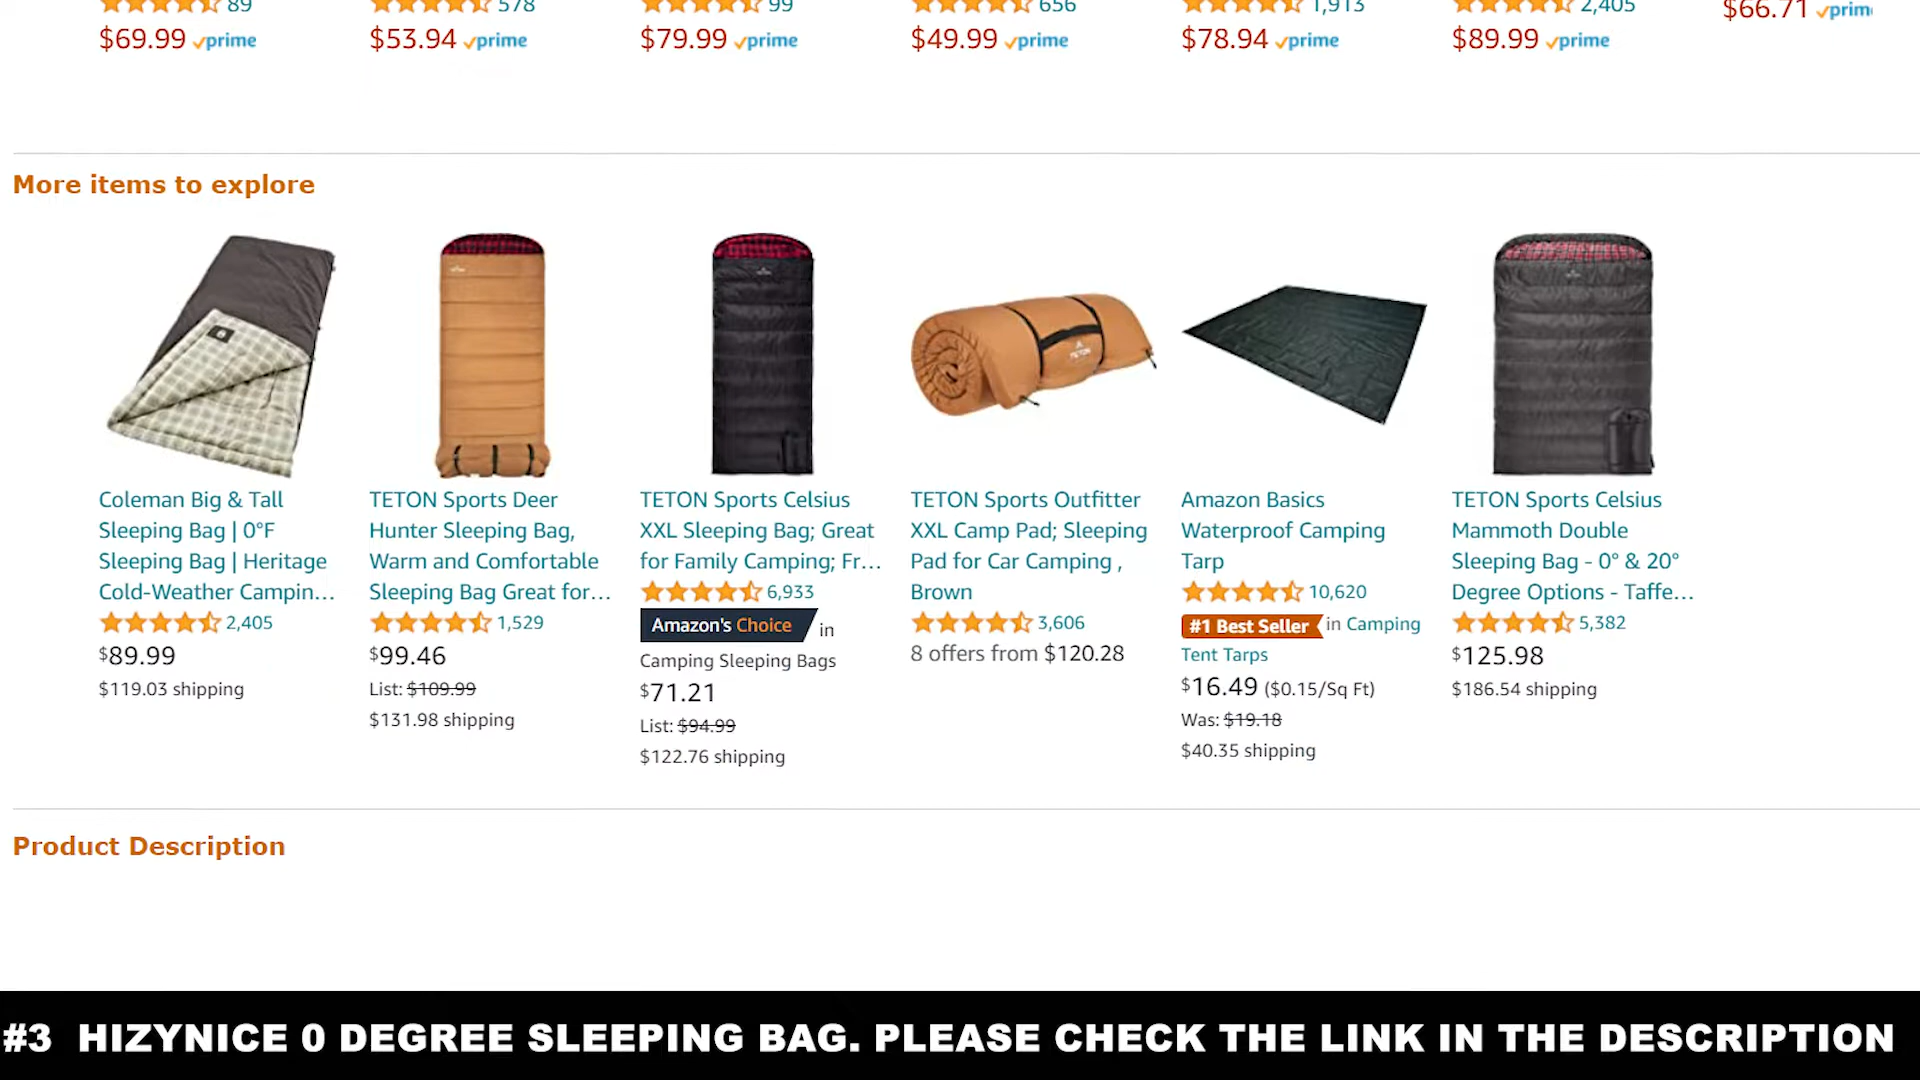 89
578
99
656
1,913
2,405
$69.99 prime
$53.94 prime
$79.99 prime
$49.99 prime
$78.94 prime
$89.99 prime
$66.71 prim
More items to explore
TETON
Coleman Big & Tall
Sleeping Bag | 0°F
Sleeping Bag | Heritage
Cold-Weather Campin...
2,405
$89.99
$119.03 shipping
TETON Sports Deer
Hunter Sleeping Bag,
Warm and Comfortable
Sleeping Bag Great for...
1,529
$99.46
List: $109.99
$131.98 shipping
TETON Sports Celsius
XXL Sleeping Bag; Great
for Family Camping; Fr...
6,933
Amazon's Choice in
Camping Sleeping Bags
$71.21
List: $94.99
$122.76 shipping
TETON Sports Outfitter
XXL Camp Pad; Sleeping
Pad for Car Camping ,
Brown
3,606
8 offers from $120.28
Amazon Basics
Waterproof Camping
Tarp
10,620
#1 Best Seller in Camping
Tent Tarps
$16.49 ($0.15/Sq Ft)
Was: $19.18
$40.35 shipping
TETON Sports Celsius
Mammoth Double
Sleeping Bag - 0° & 20°
Degree Options - Taffe...
5,382
$125.98
$186.54 shipping
Product Description
#3 HIZYNICE 0 DEGREE SLEEPING BAG. PLEASE CHECK THE LINK IN THE DESCRIPTION